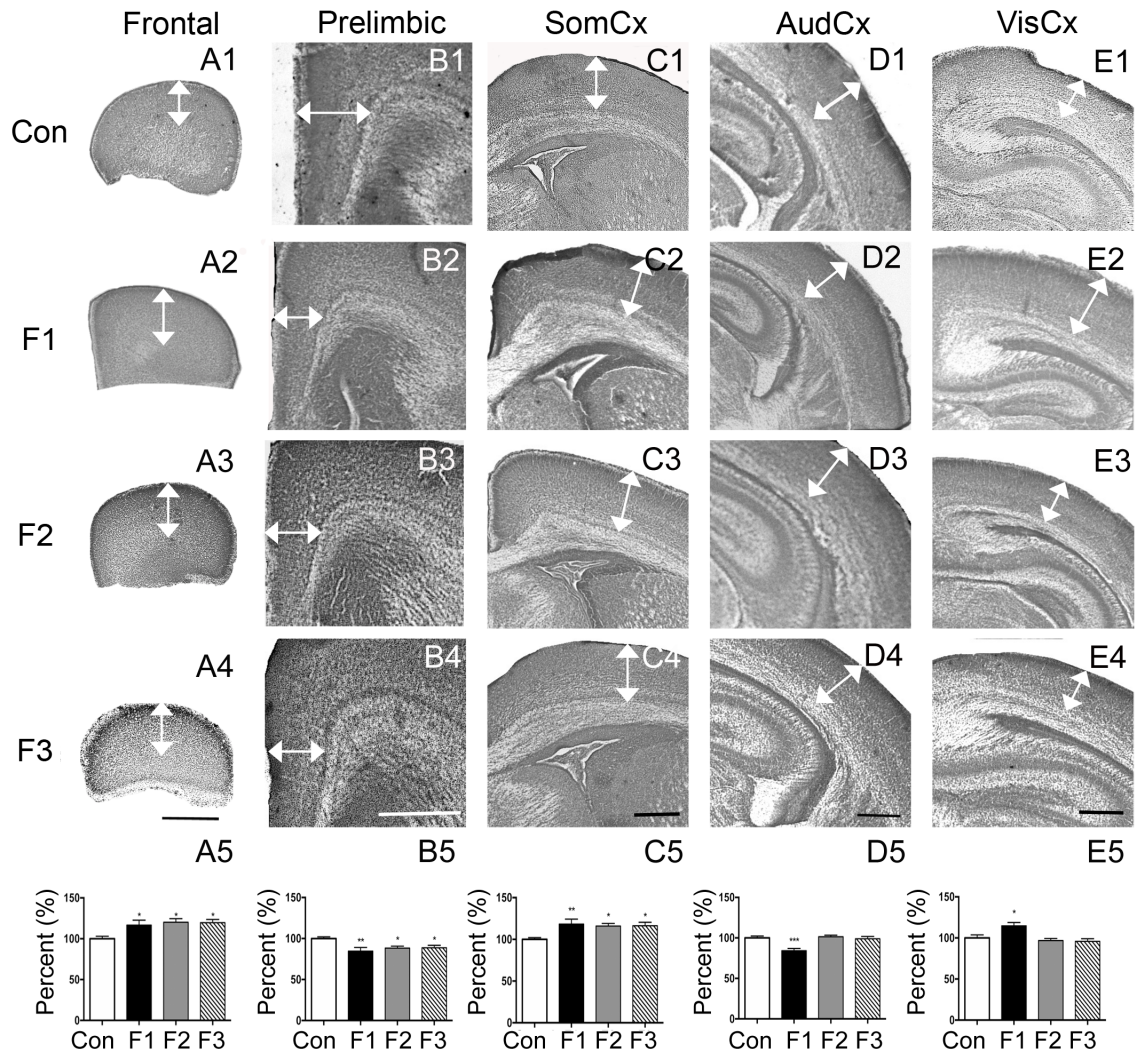 Frontal Prelimbic SomCx AudCx VisCx
A1 B1 C1 D1 E1
Con
A2 B2 C2 D2 E2
F1
A3 B3 C3 D3 E3
F2
A4 B4 C4 D4 E4
F3
A5 B5 C5 D5 E5
Percent (%) 150 100 50 0 * * * Con F1 F2 F3
Percent (%) 150 100 50 0 ** * * Con F1 F2 F3
Percent (%) 150 100 50 0 ** * * Con F1 F2 F3
Percent (%) 150 100 50 0 *** Con F1 F2 F3
Percent (%) 150 100 50 0 * Con F1 F2 F3